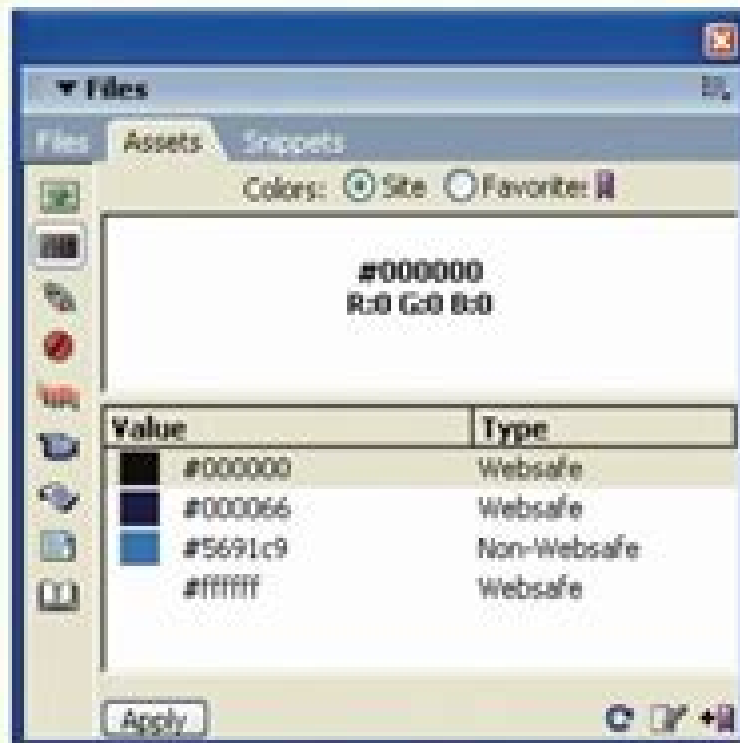 Files
Files Assets Snippets
Colors: Site Favorites
#000000
R:0 G:0 B:0
Value Type
#000000 Websafe
#000066 Websafe
#5691c9 Non-Websafe
#ffffff Websafe
Apply